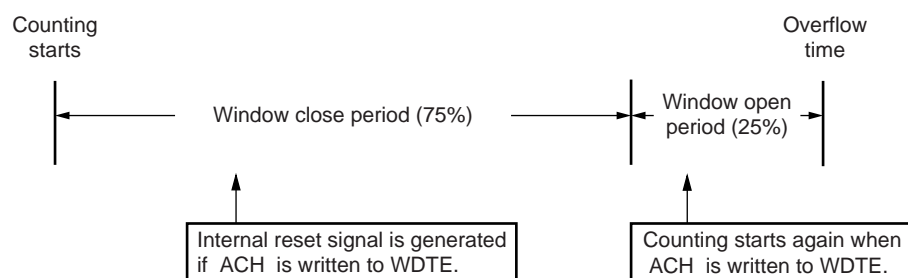 Counting
starts
Overflow
time
Window close period (75%)
Window open
period (25%)
Internal reset signal is generated
if ACH is written to WDTE.
Counting starts again when
ACH is written to WDTE.